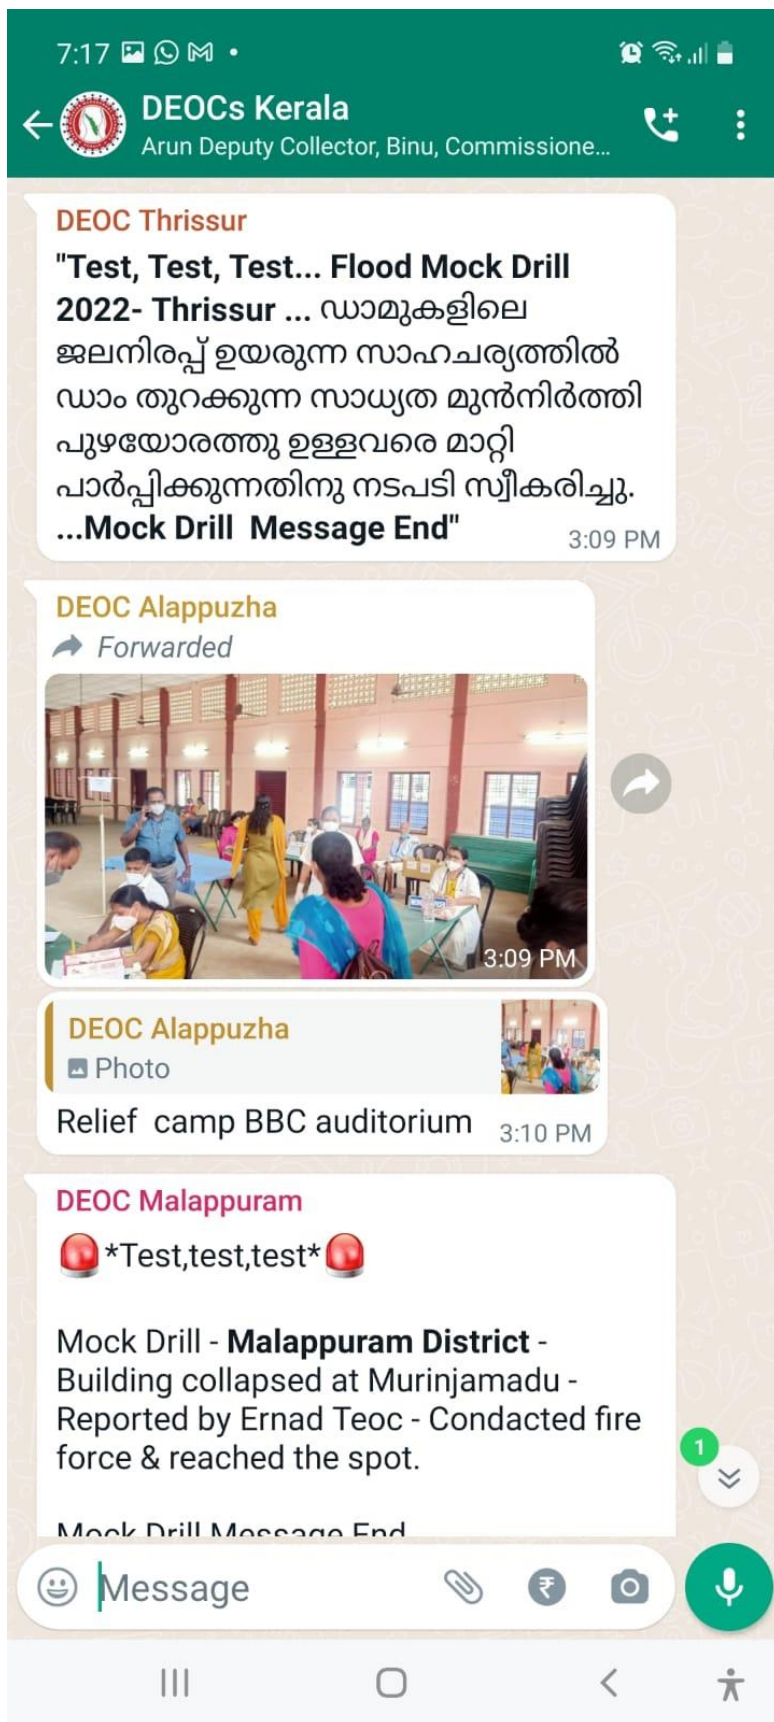 7:17
DEOCs Kerala
Arun Deputy Collector, Binu, Commissione...
DEOC Thrissur
"Test, Test, Test... Flood Mock Drill
2022- Thrissur ... ഡാമുകളിലെ
ജലനിരപ്പ് ഉയരുന്ന സാഹചര്യത്തിൽ
ഡാം തുറക്കുന്ന സാധ്യത മുൻനിർത്തി
പുഴയോരത്തു ഉള്ളവരെ മാറ്റി
പാർപ്പിക്കുന്നതിനു നടപടി സ്വീകരിച്ചു.
...Mock Drill  Message End"
3:09 PM
DEOC Alappuzha
Forwarded
3:09 PM
DEOC Alappuzha
Photo
Relief  camp BBC auditorium
3:10 PM
DEOC Malappuram
*Test,test,test*
Mock Drill - Malappuram District -
Building collapsed at Murinjamadu -
Reported by Ernad Teoc - Condacted fire
force & reached the spot.
1
Mock Drill Message End
Message